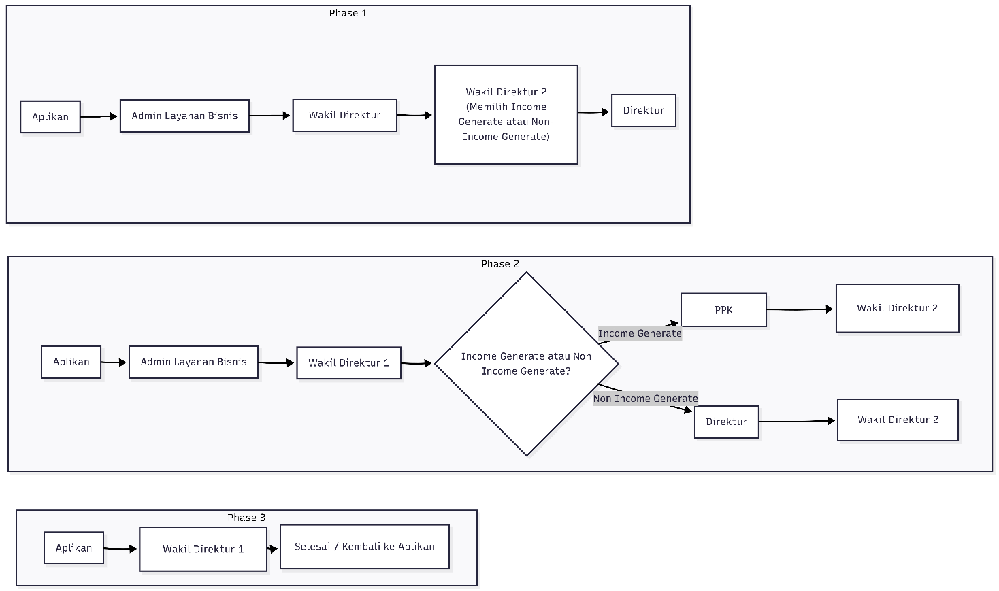 Phase 1
Aplikan
Admin Layanan Bisnis
Wakil Direktur
Wakil Direktur 2
(Memilih Income
Generate atau Non-
Income Generate)
Direktur
Phase 2
Aplikan
Admin Layanan Bisnis
Wakil Direktur 1
Income Generate atau Non
Income Generate?
Income Generate
PPK
Wakil Direktur 2
Non Income Generate
Direktur
Wakil Direktur 2
Phase 3
Aplikan
Wakil Direktur 1
Selesai / Kembali ke Aplikan